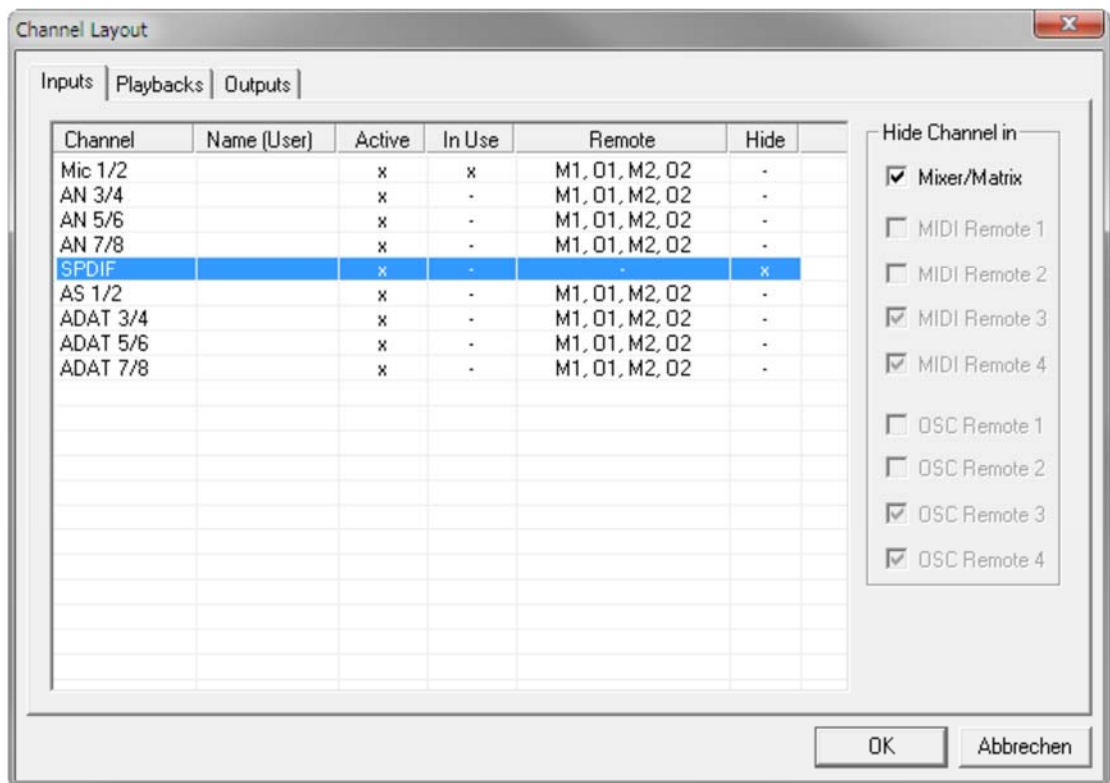 Channel Layout
Inputs Playbacks Outputs
Channel Name (User) Active In Use Remote Hide
Mic 1/2 x x M1, O1, M2, O2 -
AN 3/4 x - M1, O1, M2, O2 -
AN 5/6 x - M1, O1, M2, O2 -
AN 7/8 x - M1, O1, M2, O2 -
SPDIF x - - x
AS 1/2 x - M1, O1, M2, O2 -
ADAT 3/4 x - M1, O1, M2, O2 -
ADAT 5/6 x - M1, O1, M2, O2 -
ADAT 7/8 x - M1, O1, M2, O2 -
Hide Channel in
Mixer/Matrix
MIDI Remote 1
MIDI Remote 2
MIDI Remote 3
MIDI Remote 4
OSC Remote 1
OSC Remote 2
OSC Remote 3
OSC Remote 4
OK Abbrechen